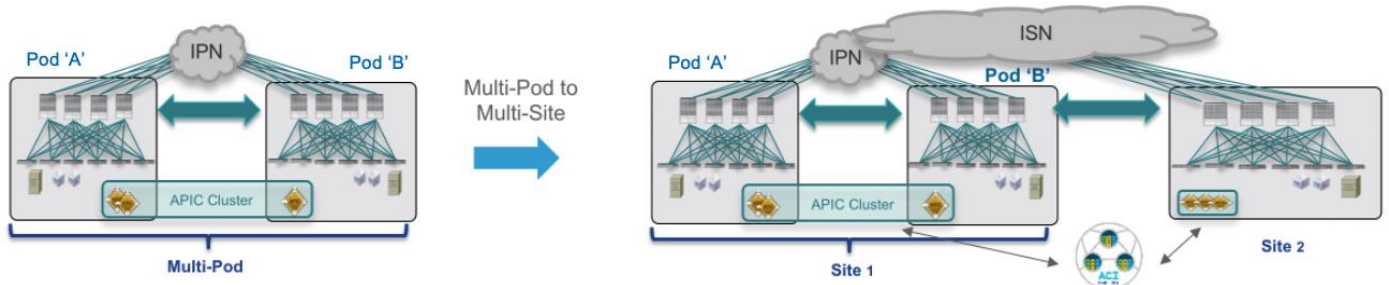 IPN
Pod ‘A’
Pod ‘B’
APIC Cluster
Multi-Pod
Multi-Pod to
Multi-Site
ISN
IPN
Pod ‘A’
Pod ‘B’
APIC Cluster
Site 1
ACI
Site 2